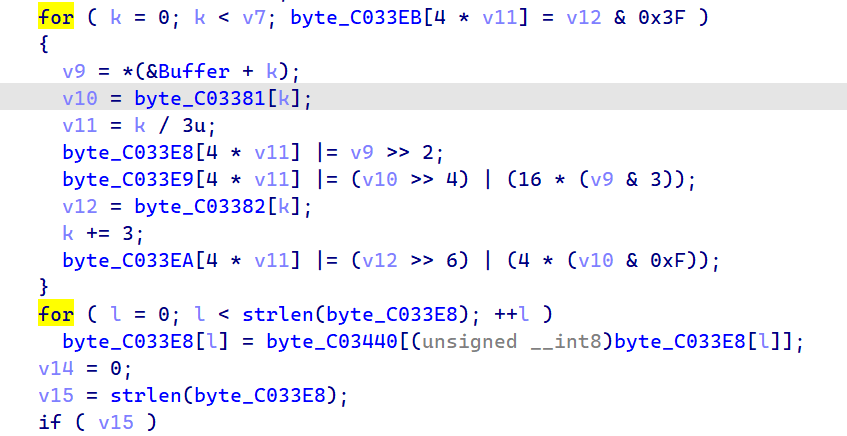 for ( k = 0; k < v7; byte_C033EB[4 * v11] = v12 & 0x3F )
{
v9 = *(&Buffer + k);
v10 = byte_C03381[k];
v11 = k / 3u;
byte_C033E8[4 * v11] |= v9 >> 2;
byte_C033E9[4 * v11] |= (v10 >> 4) | (16 * (v9 & 3));
v12 = byte_C03382[k];
k += 3;
byte_C033EA[4 * v11] |= (v12 >> 6) | (4 * (v10 & 0xF));
}
for ( l = 0; l < strlen(byte_C033E8); ++l )
byte_C033E8[l] = byte_C03440[(unsigned __int8)byte_C033E8[l]];
v14 = 0;
v15 = strlen(byte_C033E8);
if ( v15 )